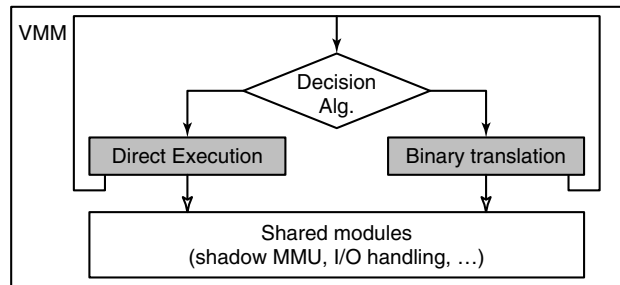 VMM
Decision
Alg.
Direct Execution
Binary translation
Shared modules
(shadow MMU, I/O handling, …)